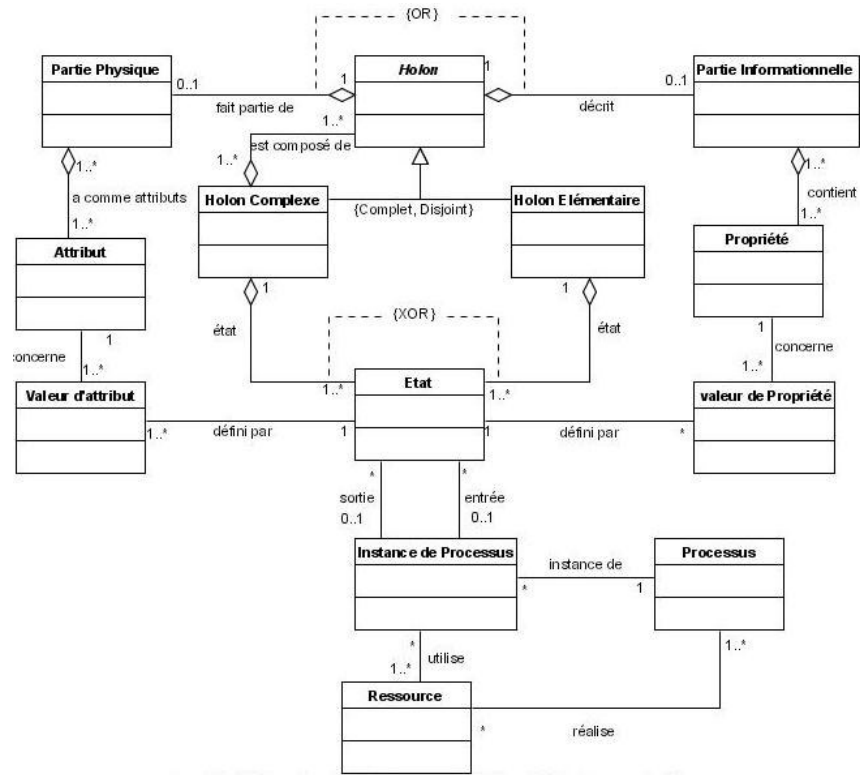 {OR}
Partie Physique
Holon
Partie Informationnelle
0..1
1
1
0..1
fait partie de
décrit
1..*
est composé de
1..*
1..*
1..*
a comme attributs
Holon Complexe
{Complet, Disjoint}
Holon Elémentaire
contient
1..*
1..*
Attribut
Propriété
1
1
état
{XOR}
état
1
1
concerne
concerne
1..*
1..*
1..*
1..*
Valeur d'attribut
Etat
valeur de Propriété
1..*
défini par
1
1
défini par
*
*
*
sortie
entrée
0..1
0..1
Instance de Processus
Processus
instance de
*
1
*
utilise
1..*
1..*
Ressource
*
réalise